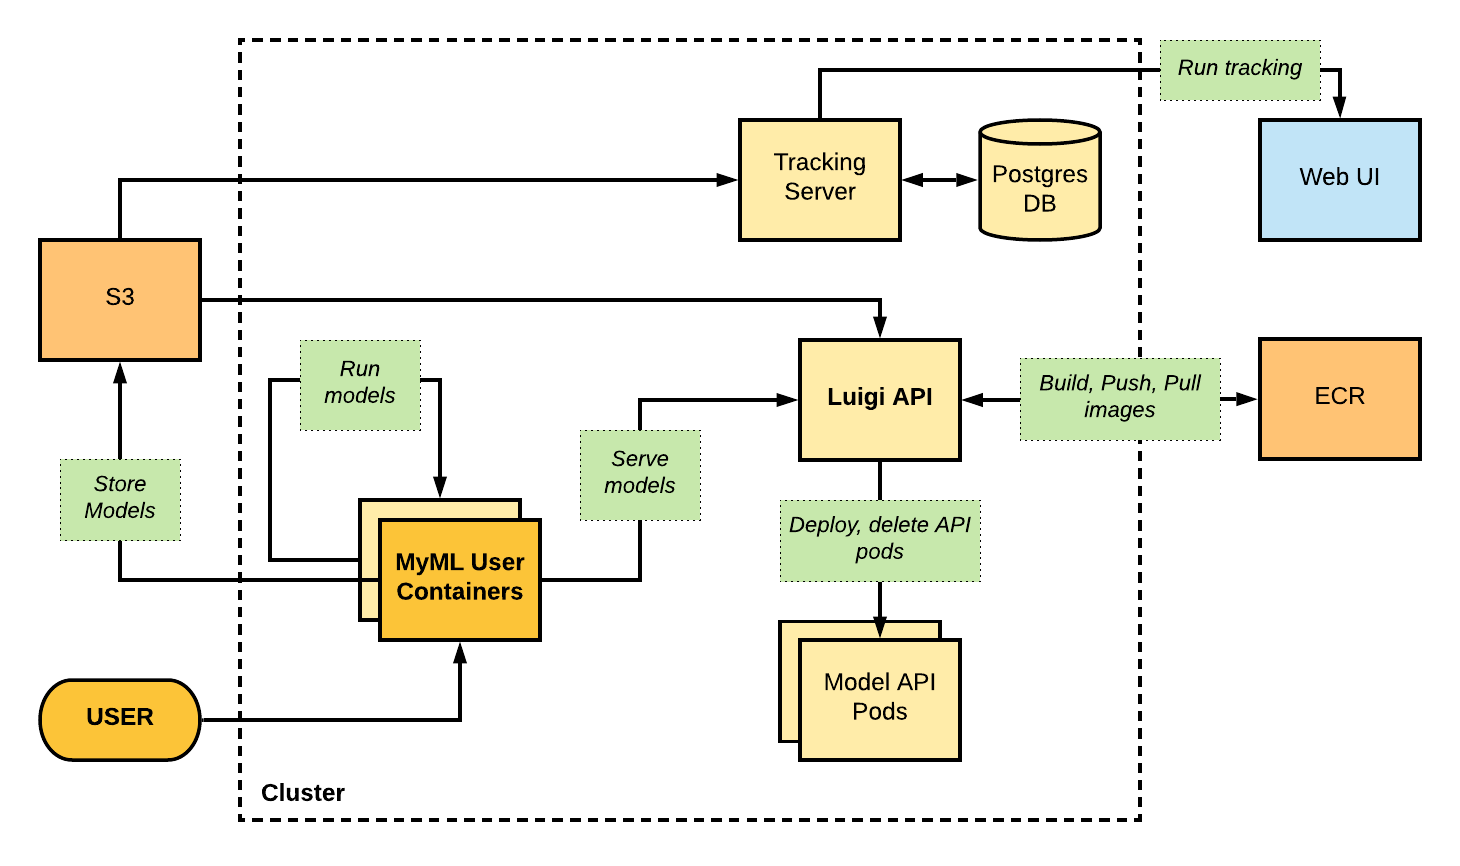 Run tracking
Tracking
Server
Postgres
DB
Web UI
S3
Run
models
Luigi API
Build, Push, Pull
images
ECR
Serve
models
Store
Models
Deploy, delete API
pods
MyML User
Containers
Model API
Pods
USER
Cluster